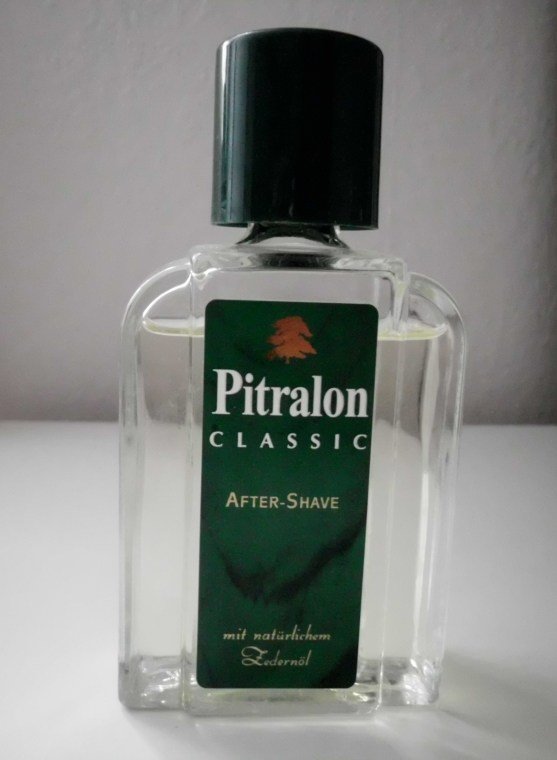 Pitralon
CLASSIC
AFTER-SHAVE
mit natürlichem
Zedernöl